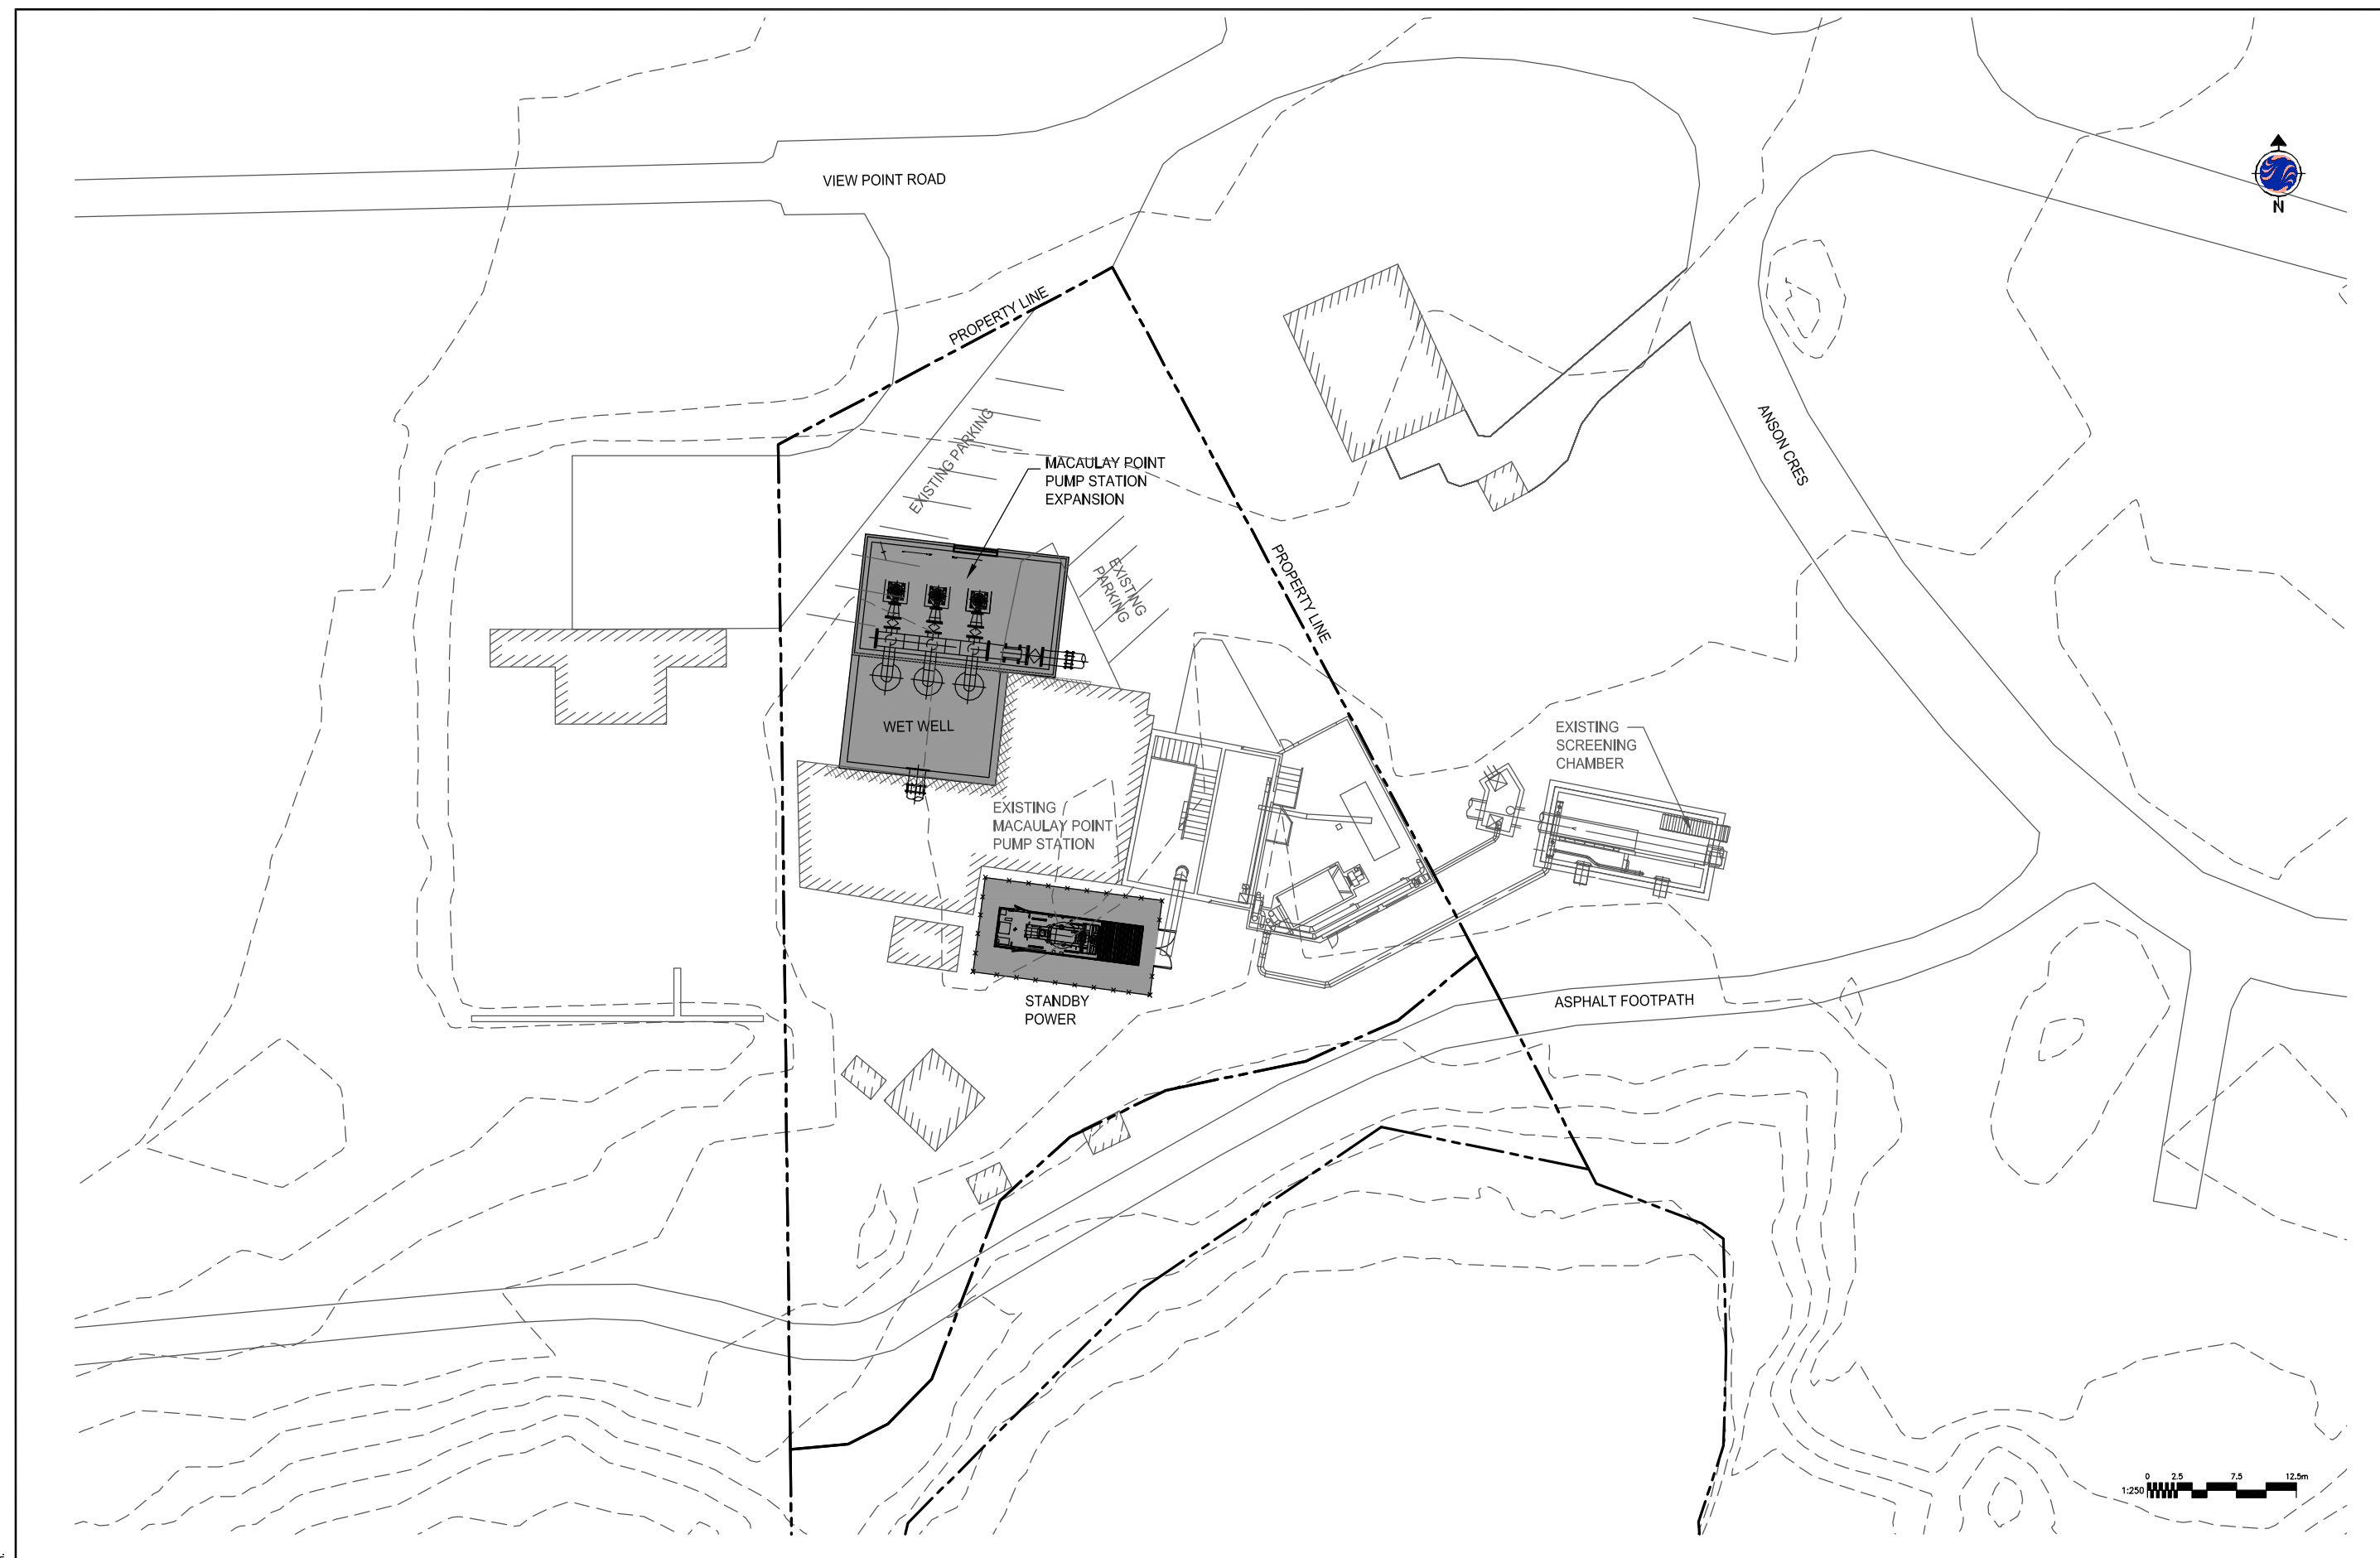 VIEW POINT ROAD
N
PROPERTY LINE
EXISTING PARKING
MACAULAY POINT
PUMP STATION
EXPANSION
ANSON CRES
EXISTING
PARKING
PROPERTY LINE
WET WELL
EXISTING
SCREENING
CHAMBER
EXISTING
MACAULAY POINT
PUMP STATION
STANDBY
POWER
ASPHALT FOOTPATH
0 2.5 7.5 12.5m
1:250